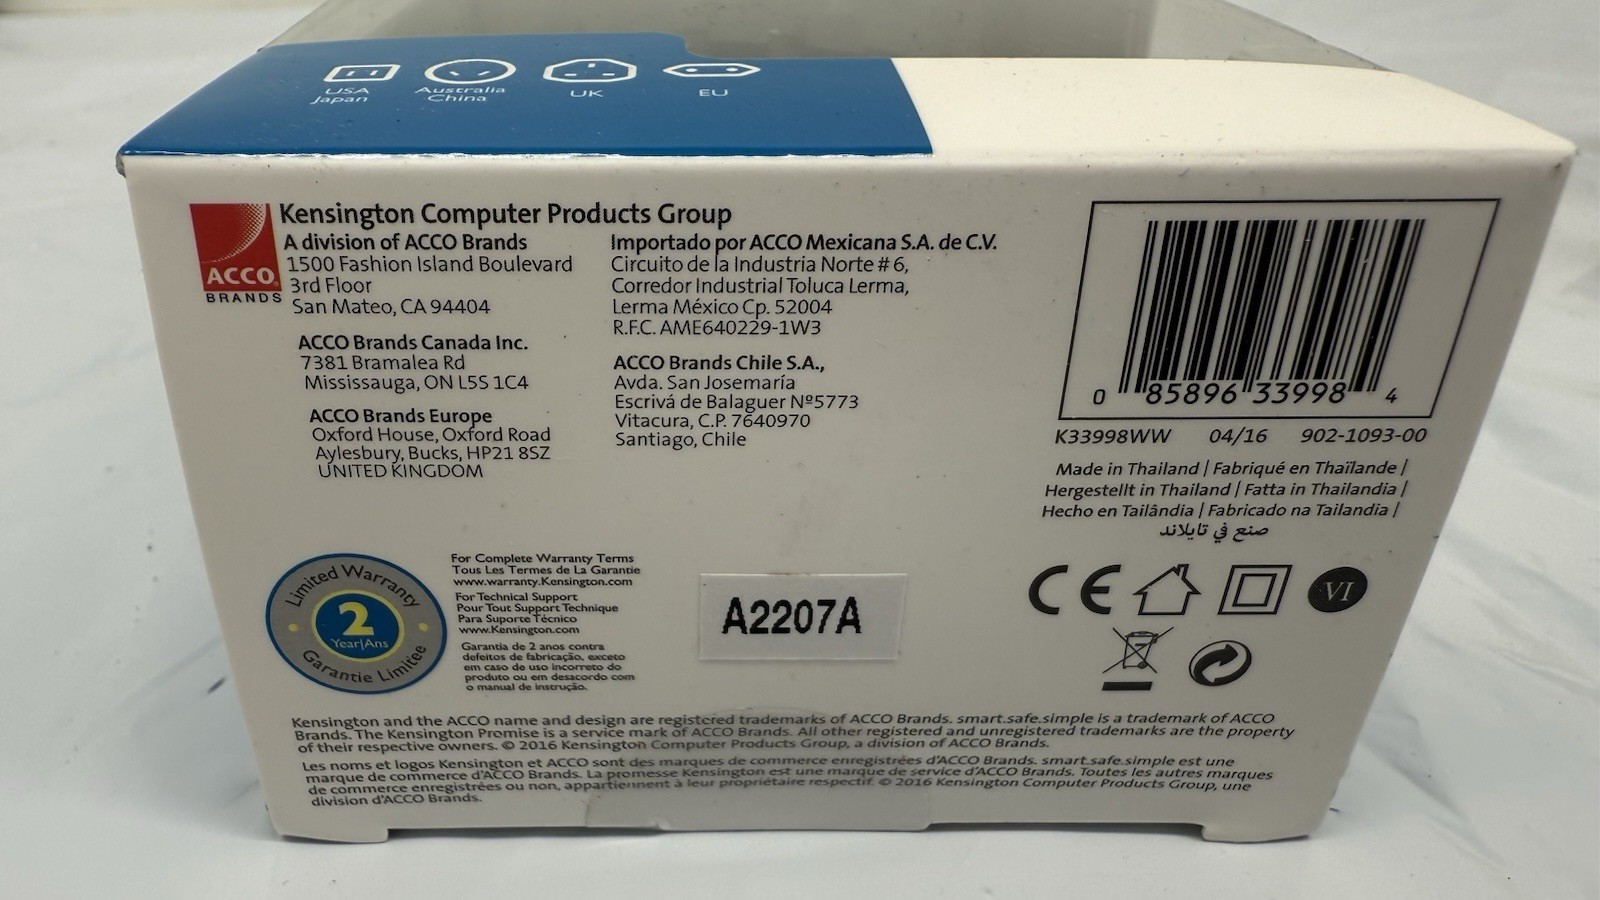 USA
Japan
Australia
China
UK
EU
ACCO
BRANDS
Kensington Computer Products Group
A division of ACCO Brands
1500 Fashion Island Boulevard
3rd Floor
San Mateo, CA 94404
ACCO Brands Canada Inc.
7381 Bramalea Rd
Mississauga, ON L5S 1C4
ACCO Brands Europe
Oxford House, Oxford Road
Aylesbury, Bucks, HP21 8SZ
UNITED KINGDOM
Importado por ACCO Mexicana S.A. de C.V.
Circuito de la Industria Norte # 6,
Corredor Industrial Toluca Lerma,
Lerma México Cp. 52004
R.F.C. AME640229-1W3
ACCO Brands Chile S.A.,
Avda. San Josemaría
Escrivá de Balaguer Nº5773
Vitacura, C.P. 7640970
Santiago, Chile
0 85896 33998 4
K33998WW 04/16 902-1093-00
Made in Thailand | Fabriqué en Thaïlande |
Hergestellt in Thailand | Fatta in Thailandia |
Hecho en Tailândia | Fabricado na Tailandia |
صنع في تايلاند
CE
VI
Limited Warranty
2
Year|Ans
Garantie Limitée
For Complete Warranty Terms
Tous Les Termes de La Garantie
www.warranty.Kensington.com
For Technical Support
Pour Tout Support Technique
Para Suporte Técnico
www.Kensington.com
Garantia de 2 anos contra
defeitos de fabricação, exceto
em caso de uso incorreto do
produto ou em desacordo com
o manual de instrução.
A2207A
Kensington and the ACCO name and design are registered trademarks of ACCO Brands. smart.safe.simple is a trademark of ACCO
Brands. The Kensington Promise is a service mark of ACCO Brands. All other registered and unregistered trademarks are the property
of their respective owners. © 2016 Kensington Computer Products Group, a division of ACCO Brands.
Les noms et logos Kensington et ACCO sont des marques de commerce enregistrées d'ACCO Brands. smart.safe.simple est une
marque de commerce d'ACCO Brands. La promesse Kensington est une marque de service d'ACCO Brands. Toutes les autres marques
de commerce enregistrées ou non, appartiennent à leur propriétaire respectif. © 2016 Kensington Computer Products Group, une
division d'ACCO Brands.